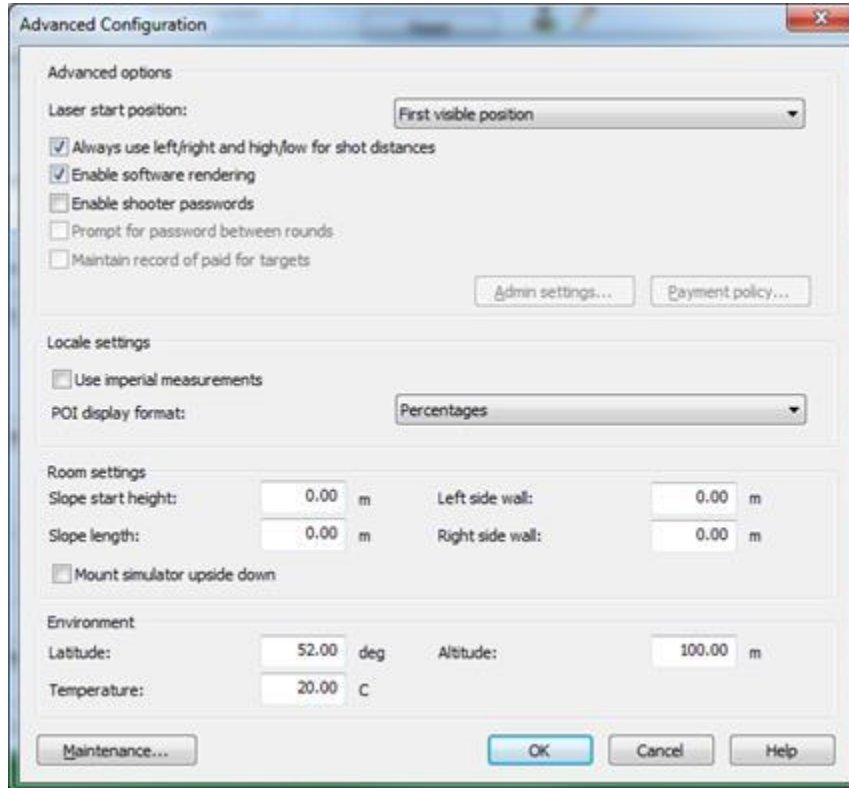 Advanced Configuration
Advanced options
Laser start position: First visible position
Always use left/right and high/low for shot distances
Enable software rendering
Enable shooter passwords
Prompt for password between rounds
Maintain record of paid for targets
Admin settings... Payment policy...
Locale settings
Use imperial measurements
POI display format: Percentages
Room settings
Slope start height: 0.00 m Left side wall: 0.00 m
Slope length: 0.00 m Right side wall: 0.00 m
Mount simulator upside down
Environment
Latitude: 52.00 deg Altitude: 100.00 m
Temperature: 20.00 C
Maintenance... OK Cancel Help